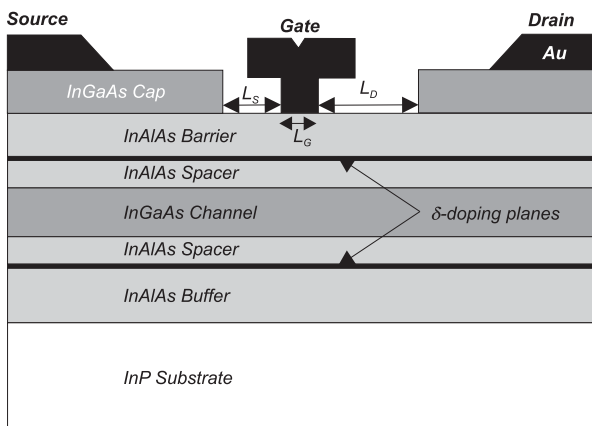 Source
Gate
Drain
Au
InGaAs Cap
L_S
L_D
L_G
InAlAs Barrier
InAlAs Spacer
InGaAs Channel
δ-doping planes
InAlAs Spacer
InAlAs Buffer
InP Substrate